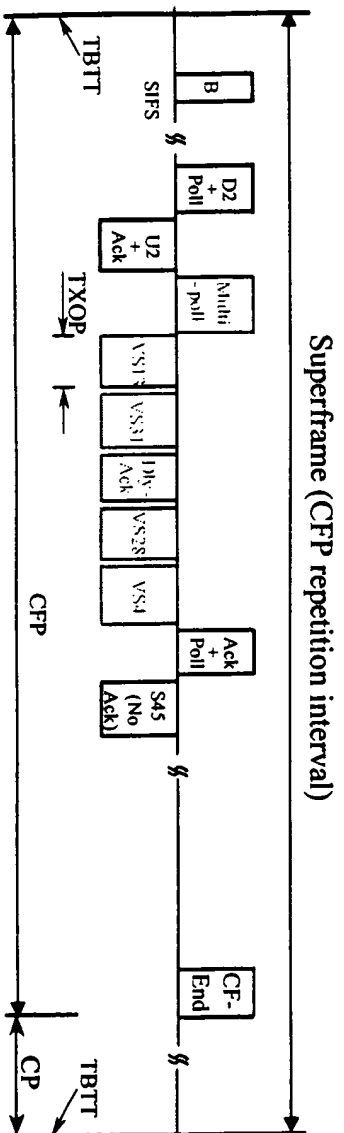 Superframe (CFP repetition interval)
TBTT
B
SIFS
D2
+
Poll
U2
+
Ack
Multi
-poll
TXOP
VS13
VS31
Dly-
Ack
VS28
VS4
Ack
+
Poll
S45
(No
Ack)
CF-
End
CFP
CP
TBTT